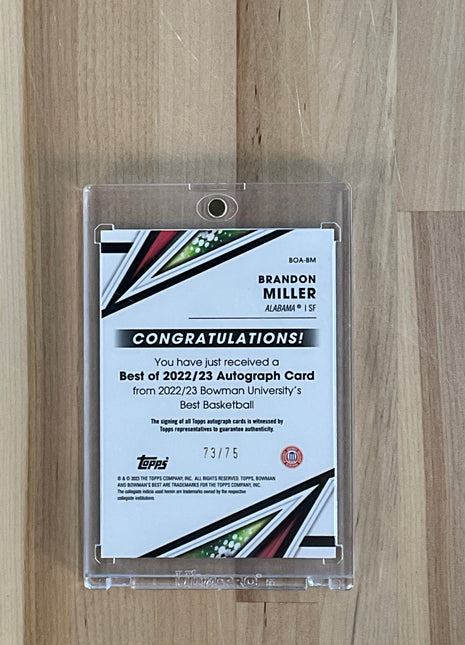 BOA-BM
BRANDON
MILLER
ALABAMA® | SF
CONGRATULATIONS!
You have just received a
Best of 2022/23 Autograph Card
from 2022/23 Bowman University's
Best Basketball
The signing of all Topps autograph cards is witnessed by
Topps representatives to guarantee authenticity.
73/75
Topps
® & © 2023 THE TOPPS COMPANY, INC. ALL RIGHTS RESERVED. TOPPS, BOWMAN
AND BOWMAN'S BEST ARE TRADEMARKS OF THE TOPPS COMPANY, INC.
The collegiate indicia used herein are trademarks owned by the respective
collegiate institutions.